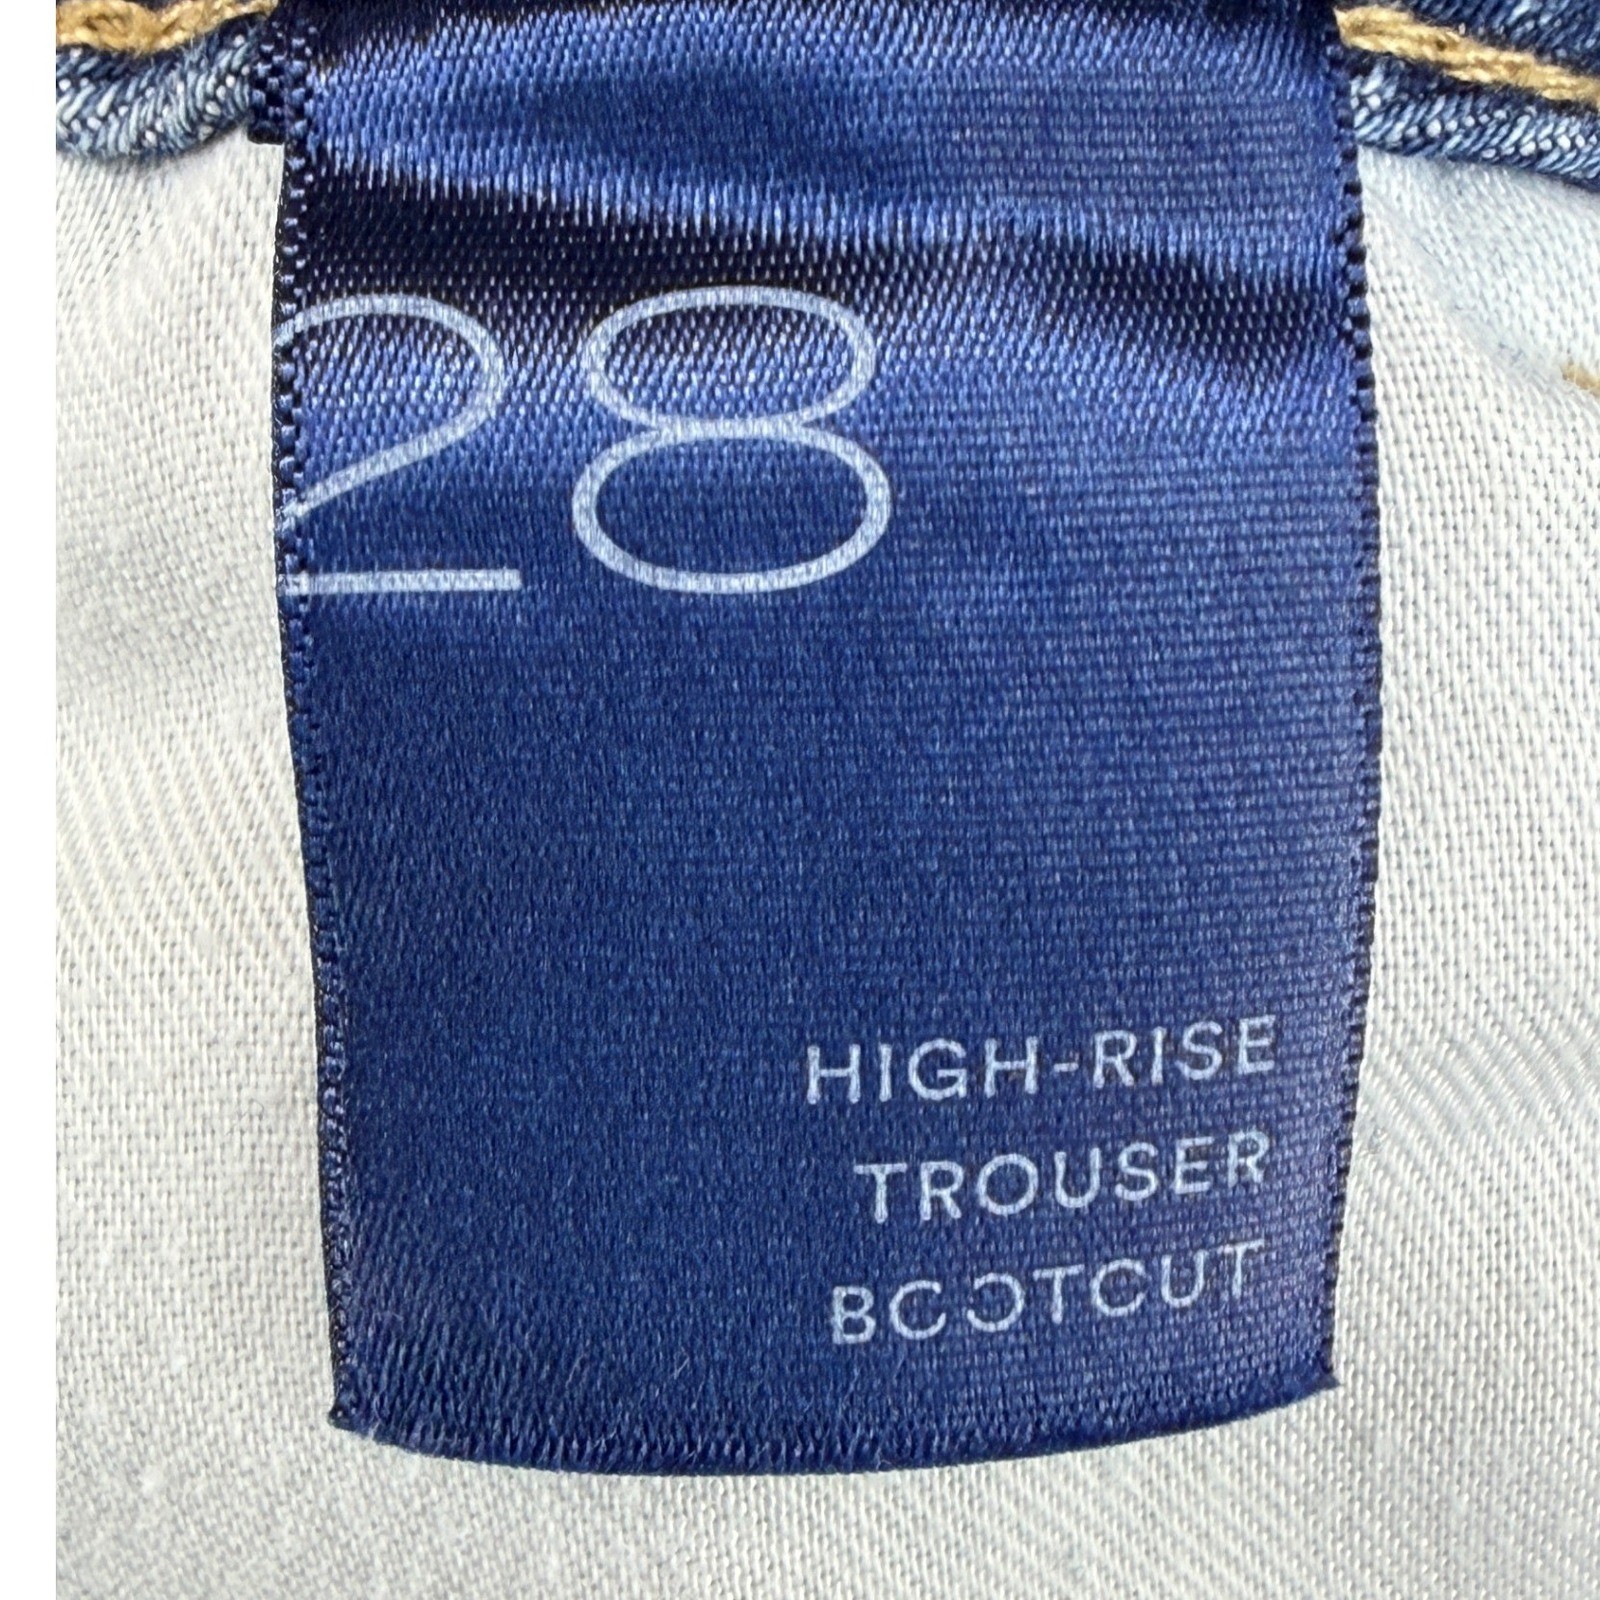 28
HIGH-RISE
TROUSER
BOOTCUT